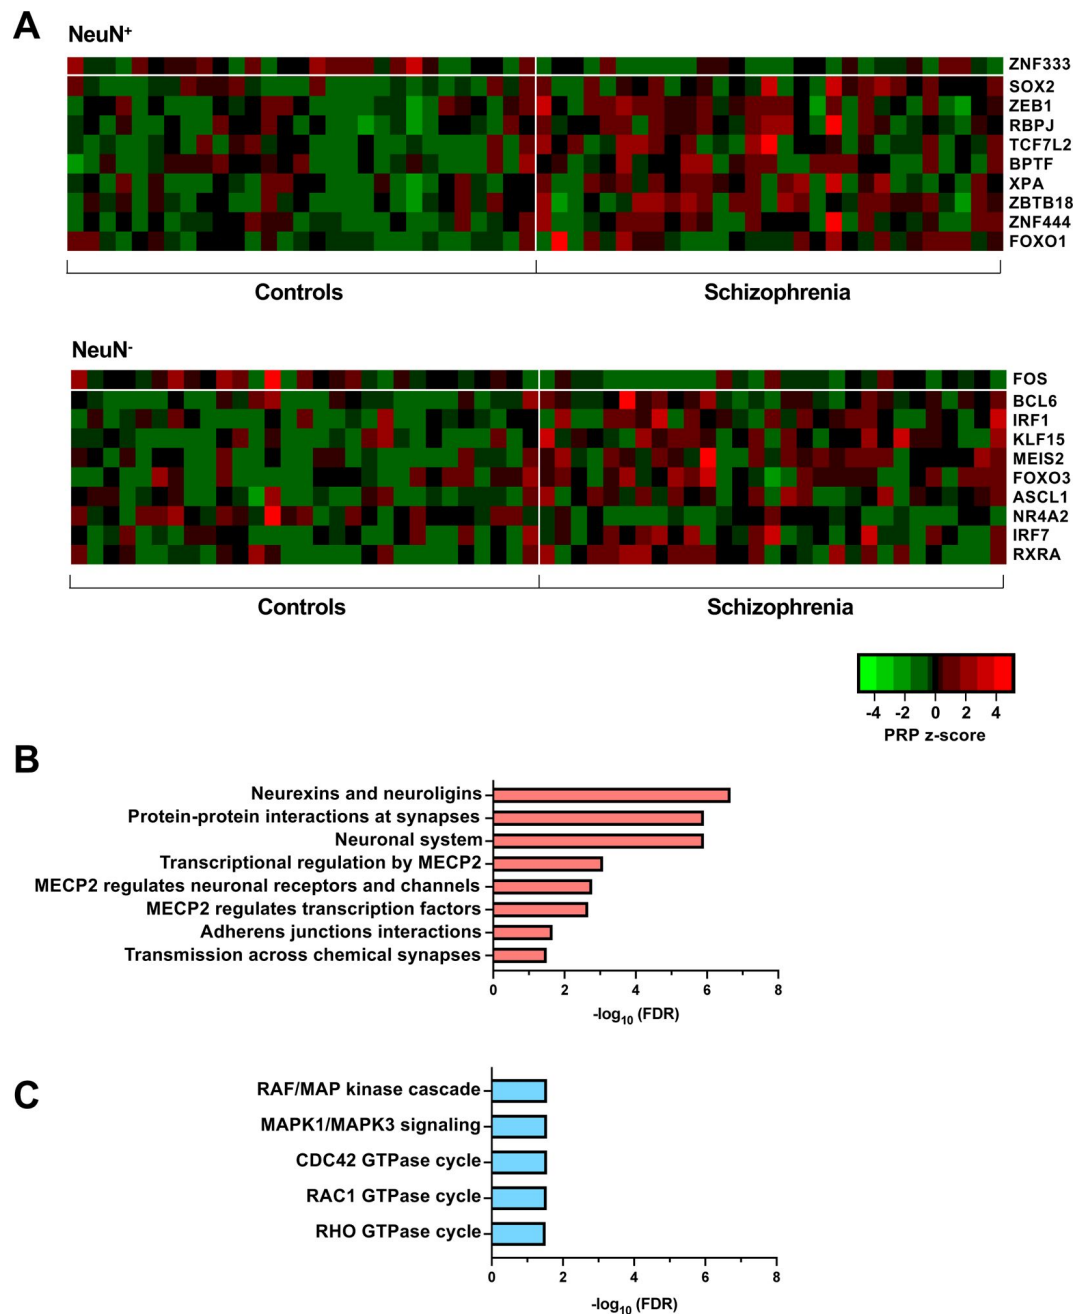 A
NeuN+
ZNF333
SOX2
ZEB1
RBPJ
TCF7L2
BPTF
XPA
ZBTB18
ZNF444
FOXO1
Controls
Schizophrenia
NeuN-
FOS
BCL6
IRF1
KLF15
MEIS2
FOXO3
ASCL1
NR4A2
IRF7
RXRA
Controls
Schizophrenia
-4 -2 0 2 4
PRP z-score
B
Neurexins and neuroligins
Protein-protein interactions at synapses
Neuronal system
Transcriptional regulation by MECP2
MECP2 regulates neuronal receptors and channels
MECP2 regulates transcription factors
Adherens junctions interactions
Transmission across chemical synapses
0 2 4 6 8
-log10 (FDR)
C
RAF/MAP kinase cascade
MAPK1/MAPK3 signaling
CDC42 GTPase cycle
RAC1 GTPase cycle
RHO GTPase cycle
0 2 4 6 8
-log10 (FDR)